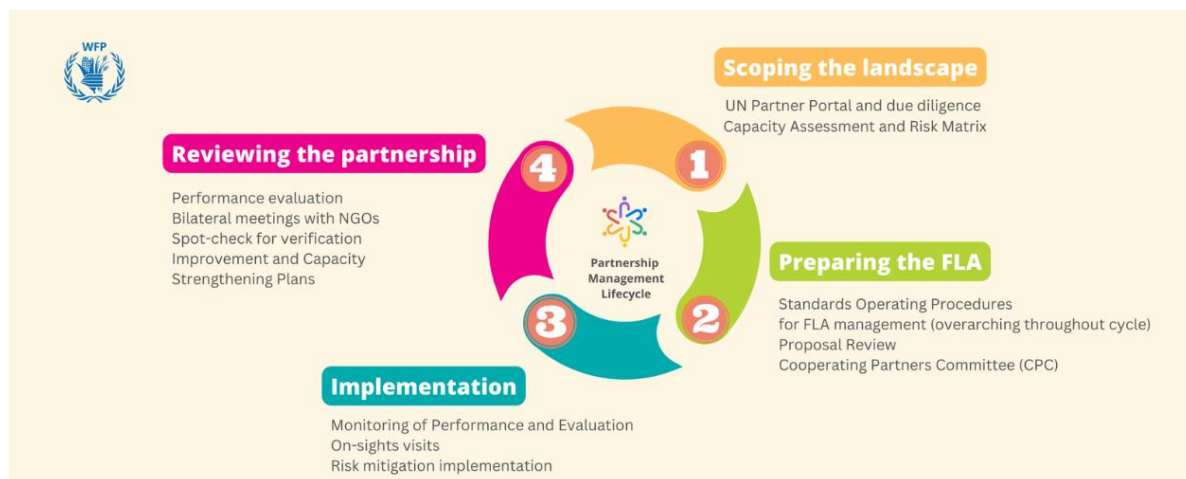 WFP
Scoping the landscape
UN Partner Portal and due diligence
Capacity Assessment and Risk Matrix
1
Preparing the FLA
Standards Operating Procedures
for FLA management (overarching throughout cycle)
Proposal Review
Cooperating Partners Committee (CPC)
2
Implementation
Monitoring of Performance and Evaluation
On-sights visits
Risk mitigation implementation
3
Reviewing the partnership
Performance evaluation
Bilateral meetings with NGOs
Spot-check for verification
Improvement and Capacity
Strengthening Plans
4
Partnership
Management
Lifecycle